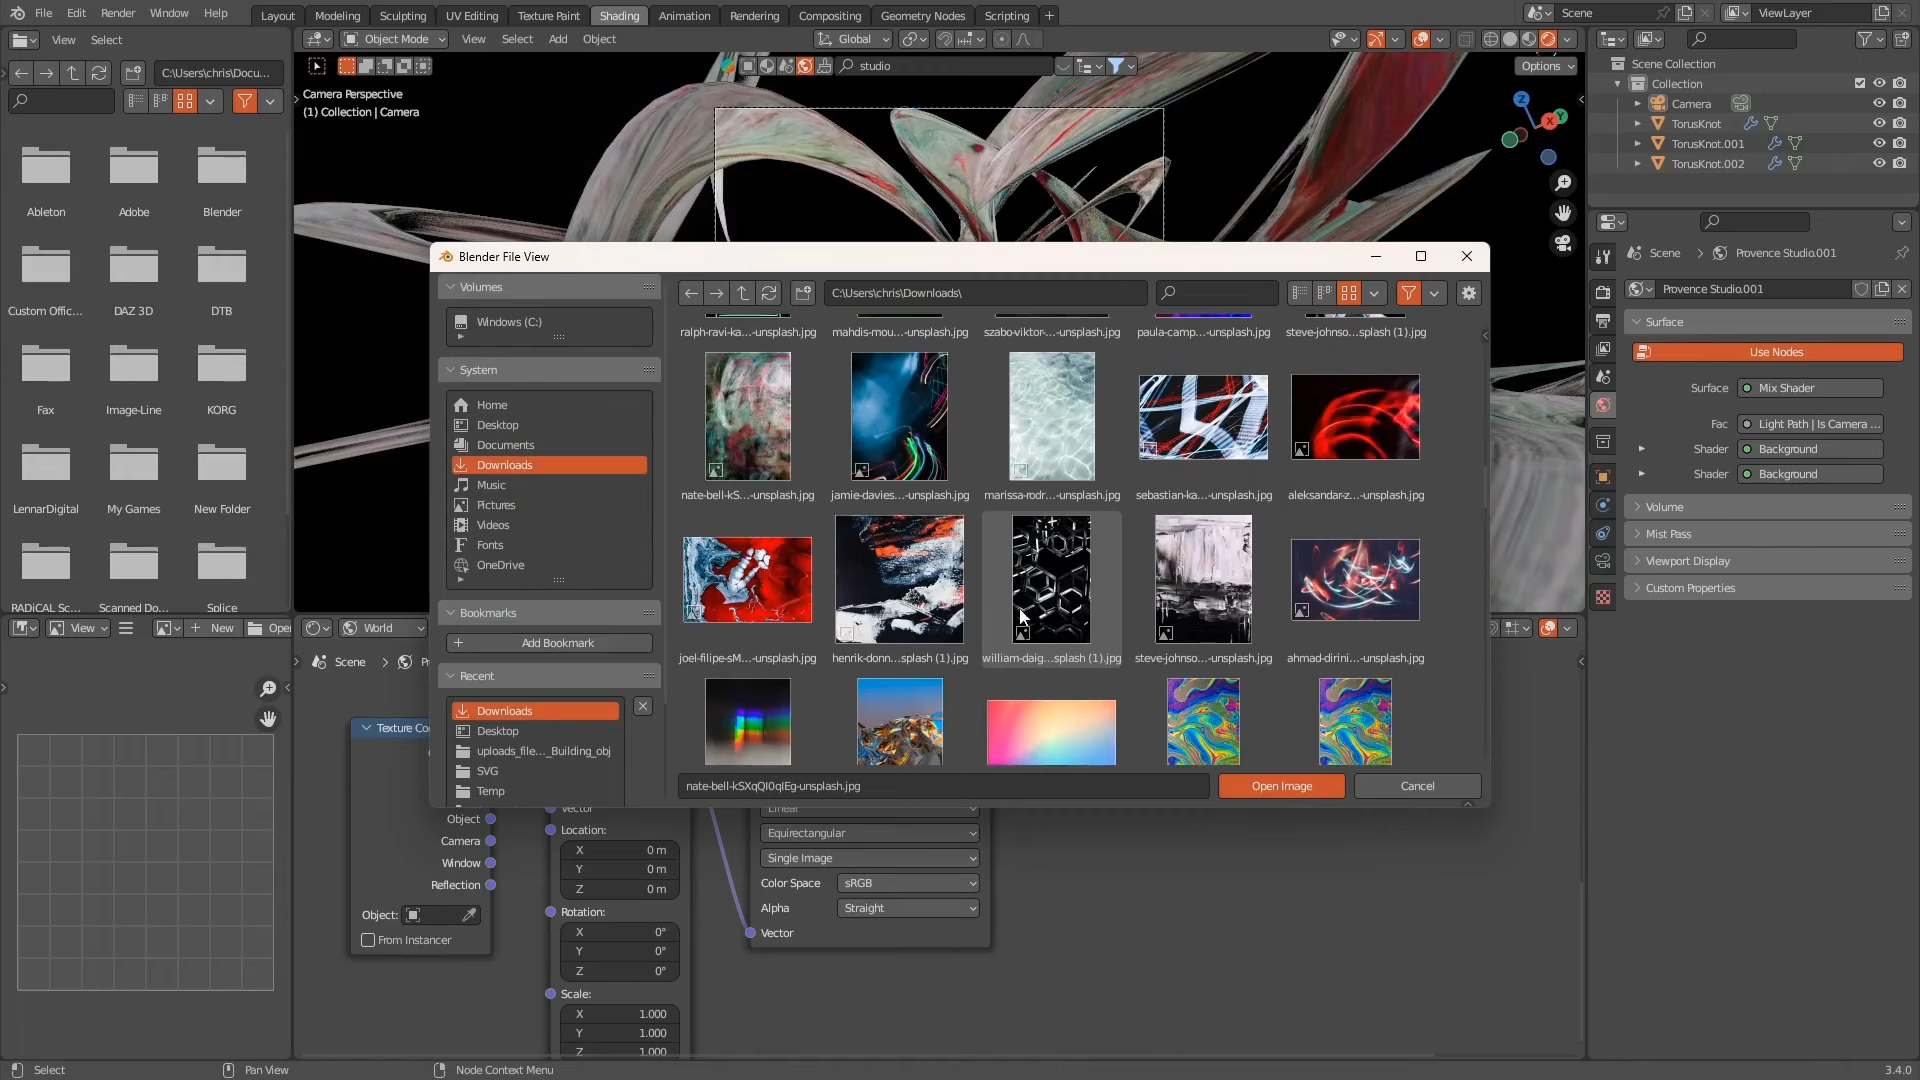 File Edit Render Window Help Layout Modeling Sculpting UV Editing Texture Paint Shading Animation Rendering Compositing Geometry Nodes Scripting + Scene ViewLayer
View Select Object Mode View Select Add Object Global
C:\Users\chris\Docu...
studio Options
Camera Perspective
(1) Collection | Camera
Ableton Adobe Blender
Custom Offic... DAZ 3D DTB
Fax Image-Line KORG
LennarDigital My Games New Folder
RADiCAL Sc... Scanned Do... Splice
Scene Collection
Collection
Camera
TorusKnot
TorusKnot.001
TorusKnot.002
Z
Y
X
Blender File View
Volumes
Windows (C:)
System
Home
Desktop
Documents
Downloads
Music
Pictures
Videos
Fonts
OneDrive
Bookmarks
Add Bookmark
Recent
Downloads
Desktop
uploads_file..._Building_obj
SVG
Temp
C:\Users\chris\Downloads\
ralph-ravi-ka...-unsplash.jpg mahdis-mou...-unsplash.jpg szabo-viktor-...-unsplash.jpg paula-camp...-unsplash.jpg steve-johnso...splash (1).jpg
nate-bell-kS...-unsplash.jpg jamie-davies...-unsplash.jpg marissa-rodr...-unsplash.jpg sebastian-ka...-unsplash.jpg aleksandar-z...-unsplash.jpg
joel-filipe-sM...-unsplash.jpg henrik-donn...splash (1).jpg william-daig...splash (1).jpg steve-johnso...-unsplash.jpg ahmad-dirini...-unsplash.jpg
nate-bell-kSXqQI0qIEg-unsplash.jpg Open Image Cancel
Scene > Provence Studio.001
Provence Studio.001
Surface
Use Nodes
Surface Mix Shader
Fac Light Path | Is Camera ...
Shader Background
Shader Background
Volume
Mist Pass
Viewport Display
Custom Properties
View + New Open World
Scene >
Texture Co
Object
Camera
Window
Reflection
Object:
From Instancer
Vector
Location:
X 0 m
Y 0 m
Z 0 m
Rotation:
X 0°
Y 0°
Z 0°
Scale:
X 1.000
Y 1.000
Z 1.000
Linear
Equirectangular
Single Image
Color Space sRGB
Alpha Straight
Vector
Select Pan View Node Context Menu 3.4.0